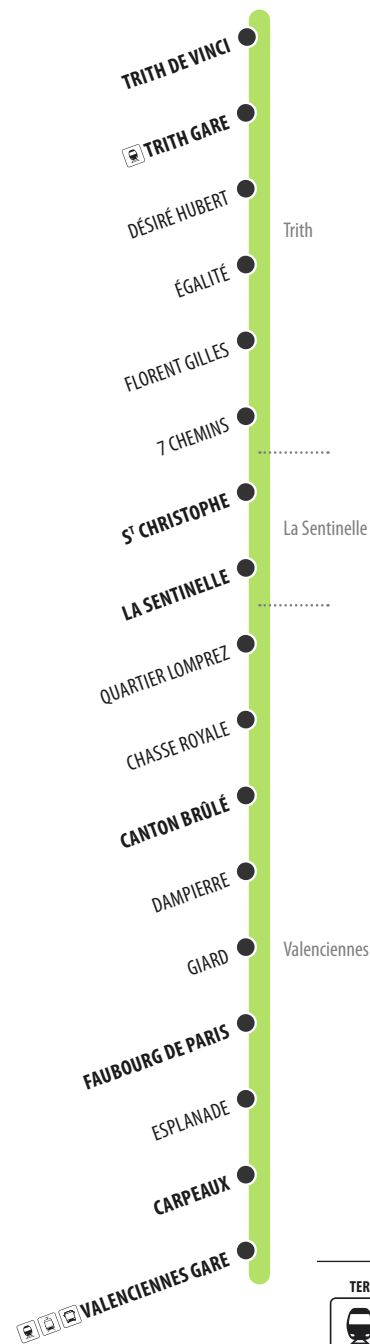 TRITH DE VINCI
TRITH GARE
DÉSIRÉ HUBERT
Trith
ÉGALITÉ
FLORENT GILLES
7 CHEMINS
Sᵀ CHRISTOPHE
La Sentinelle
LA SENTINELLE
QUARTIER LOMPREZ
CHASSE ROYALE
CANTON BRÛLÉ
DAMPIERRE
GIARD
Valenciennes
FAUBOURG DE PARIS
ESPLANADE
CARPEAUX
VALENCIENNES GARE
TER